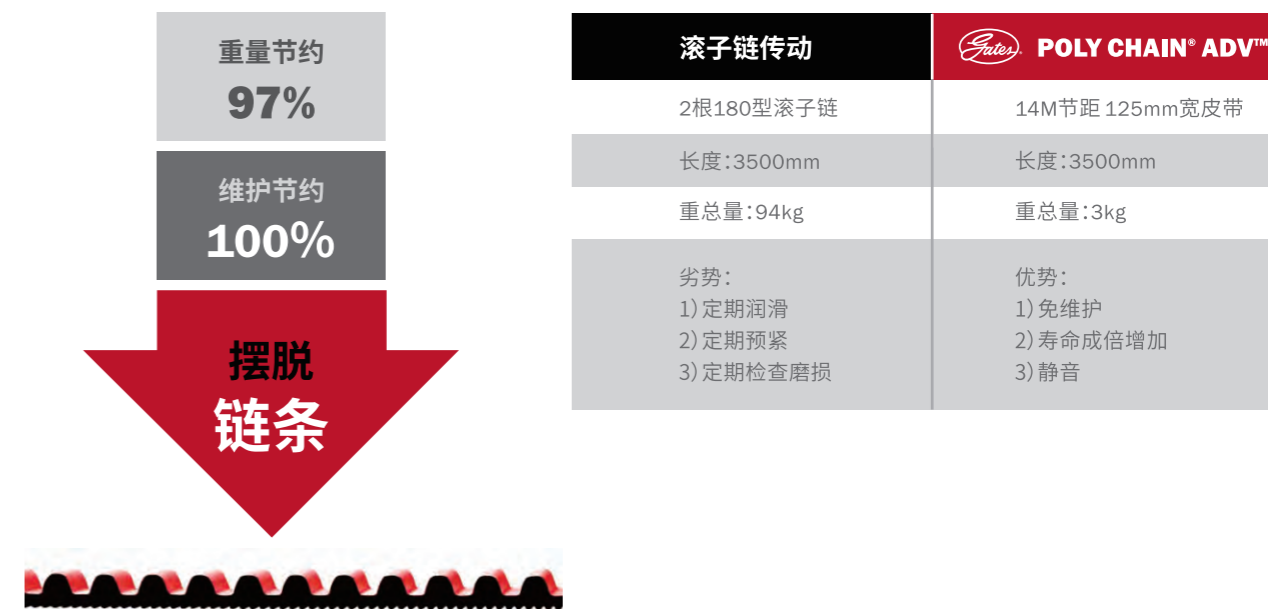 重量节约
97%
维护节约
100%
摆脱
链条
滚子链传动
Gates POLY CHAIN® ADV™
2根180型滚子链
14M节距 125mm宽皮带
长度：3500mm
长度：3500mm
重总量：94kg
重总量：3kg
劣势：
1）定期润滑
2）定期预紧
3）定期检查磨损
优势：
1）免维护
2）寿命成倍增加
3）静音